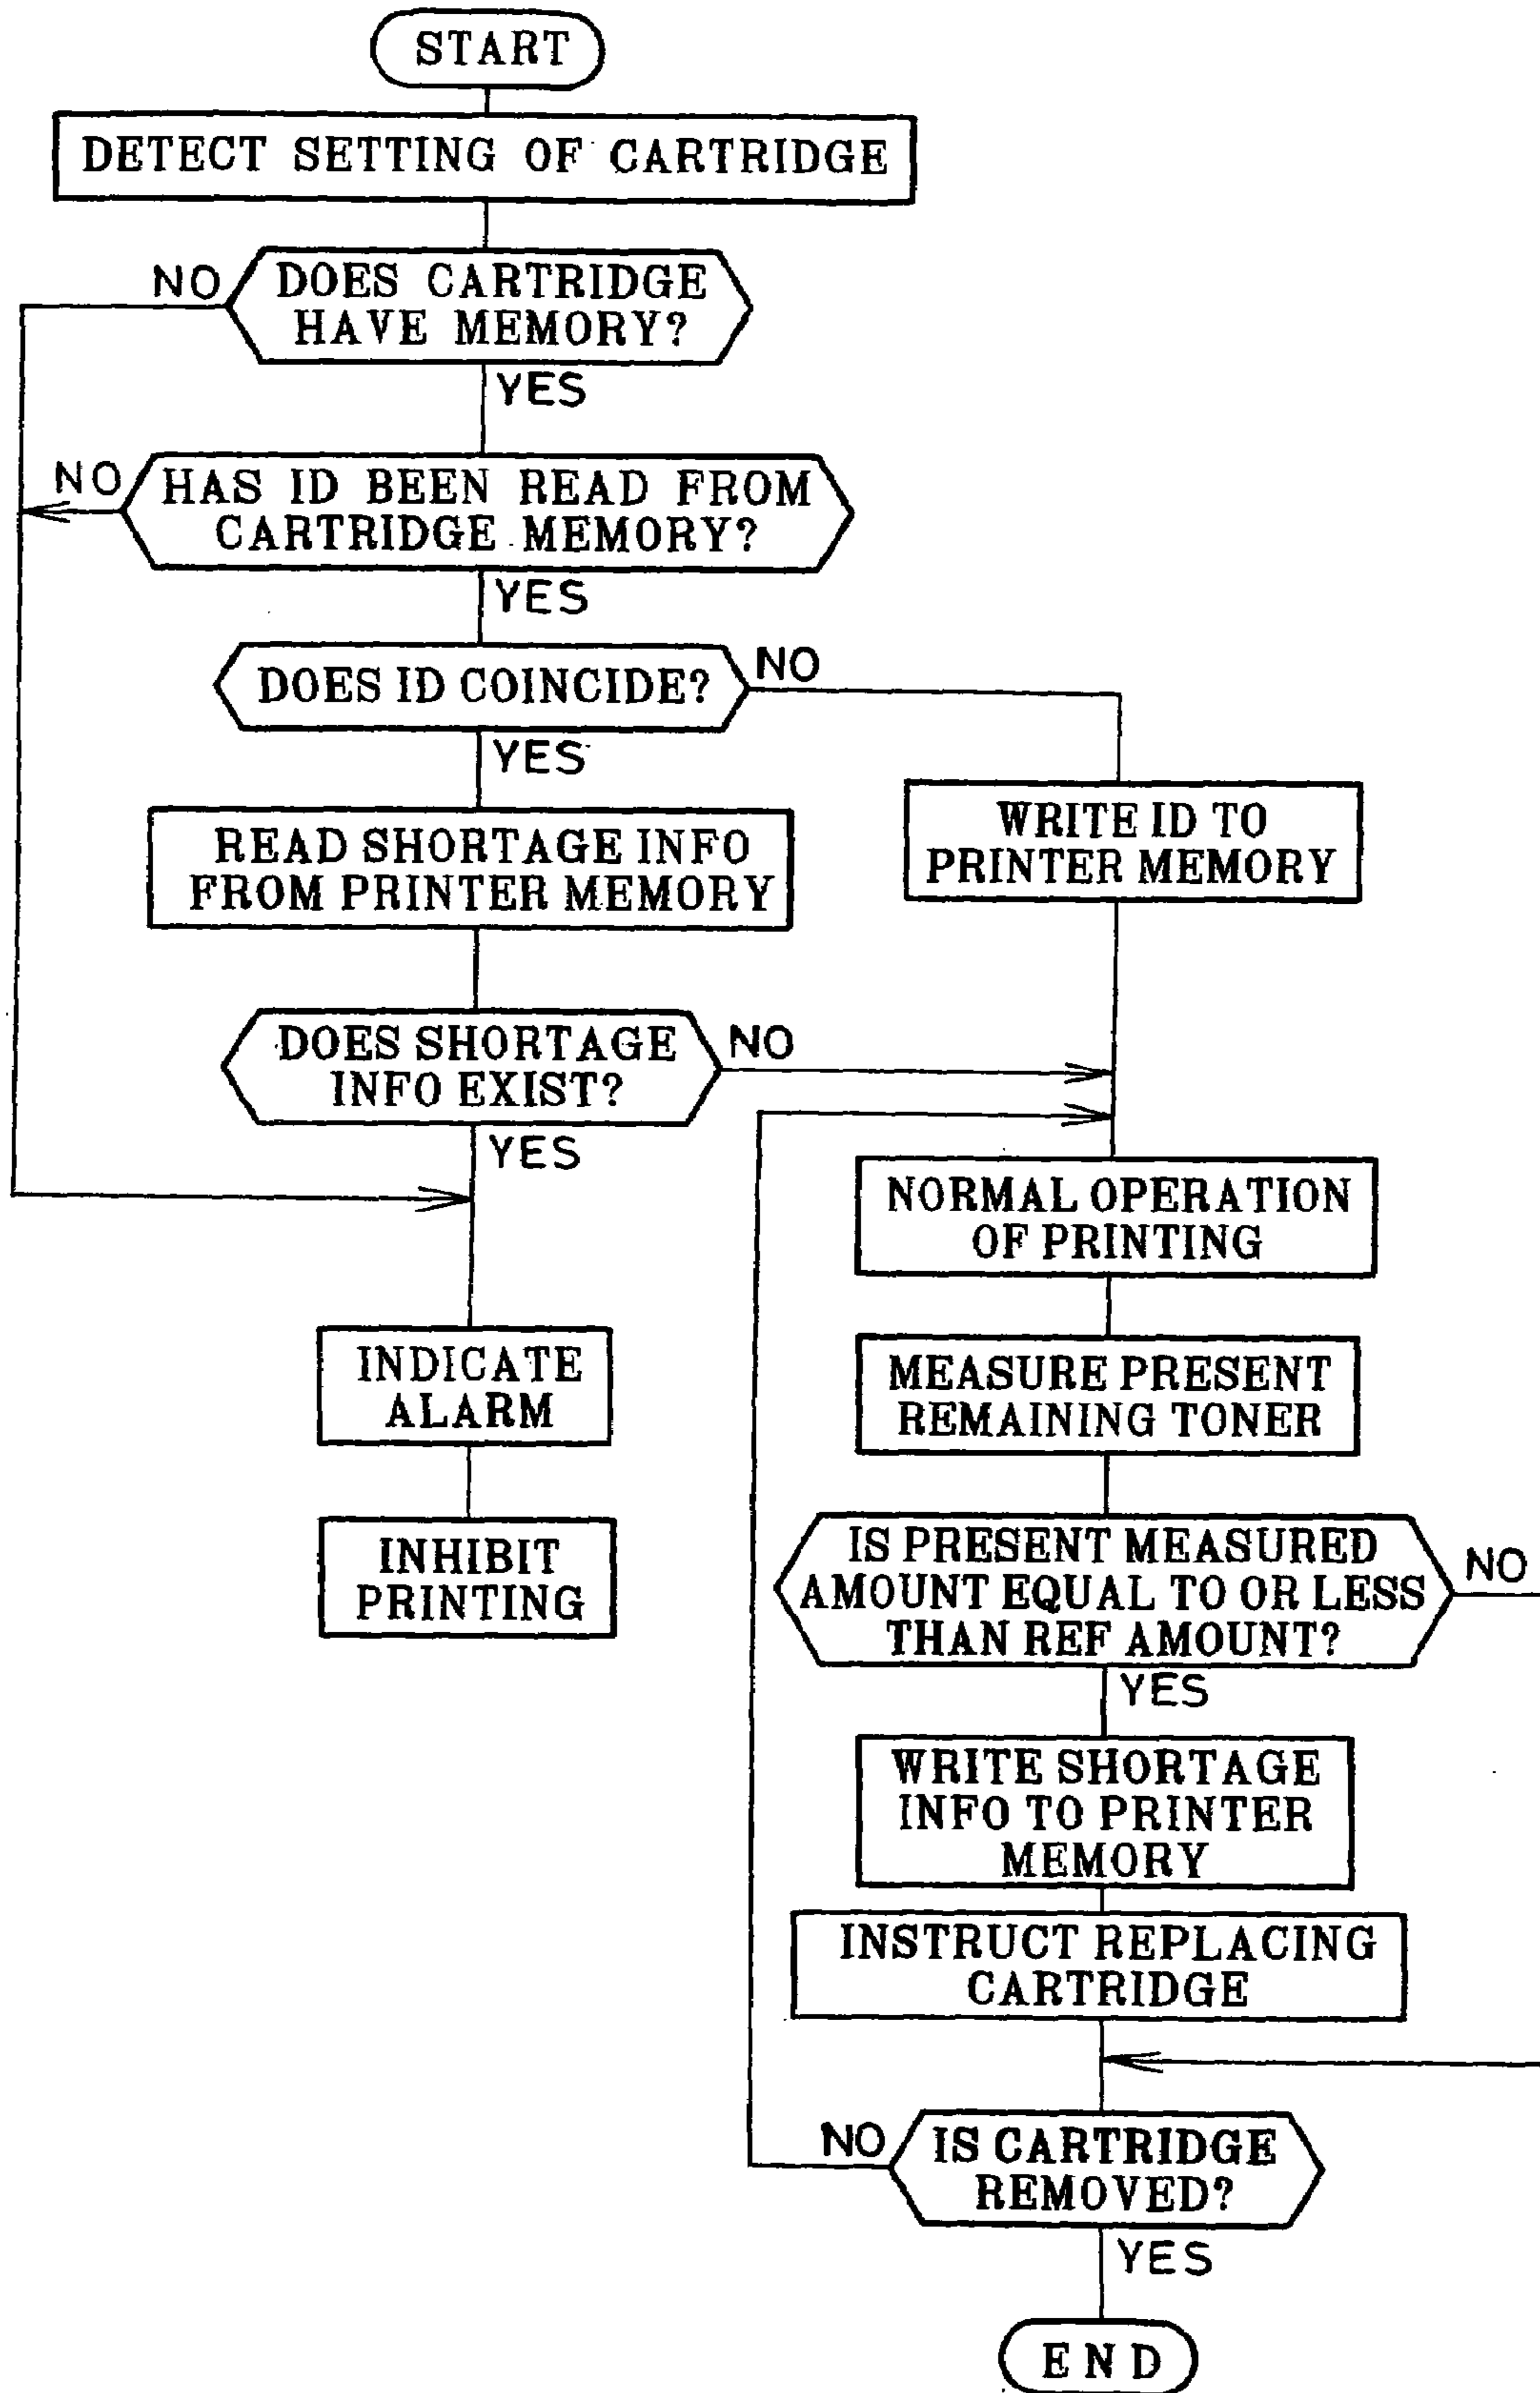 START
DETECT SETTING OF CARTRIDGE
NO
DOES CARTRIDGE
HAVE MEMORY?
YES
NO
HAS ID BEEN READ FROM
CARTRIDGE MEMORY?
YES
DOES ID COINCIDE?
NO
YES
READ SHORTAGE INFO
FROM PRINTER MEMORY
WRITE ID TO
PRINTER MEMORY
DOES SHORTAGE
INFO EXIST?
NO
YES
INDICATE
ALARM
INHIBIT
PRINTING
NORMAL OPERATION
OF PRINTING
MEASURE PRESENT
REMAINING TONER
IS PRESENT MEASURED
AMOUNT EQUAL TO OR LESS
THAN REF AMOUNT?
NO
YES
WRITE SHORTAGE
INFO TO PRINTER
MEMORY
INSTRUCT REPLACING
CARTRIDGE
NO
IS CARTRIDGE
REMOVED?
YES
END